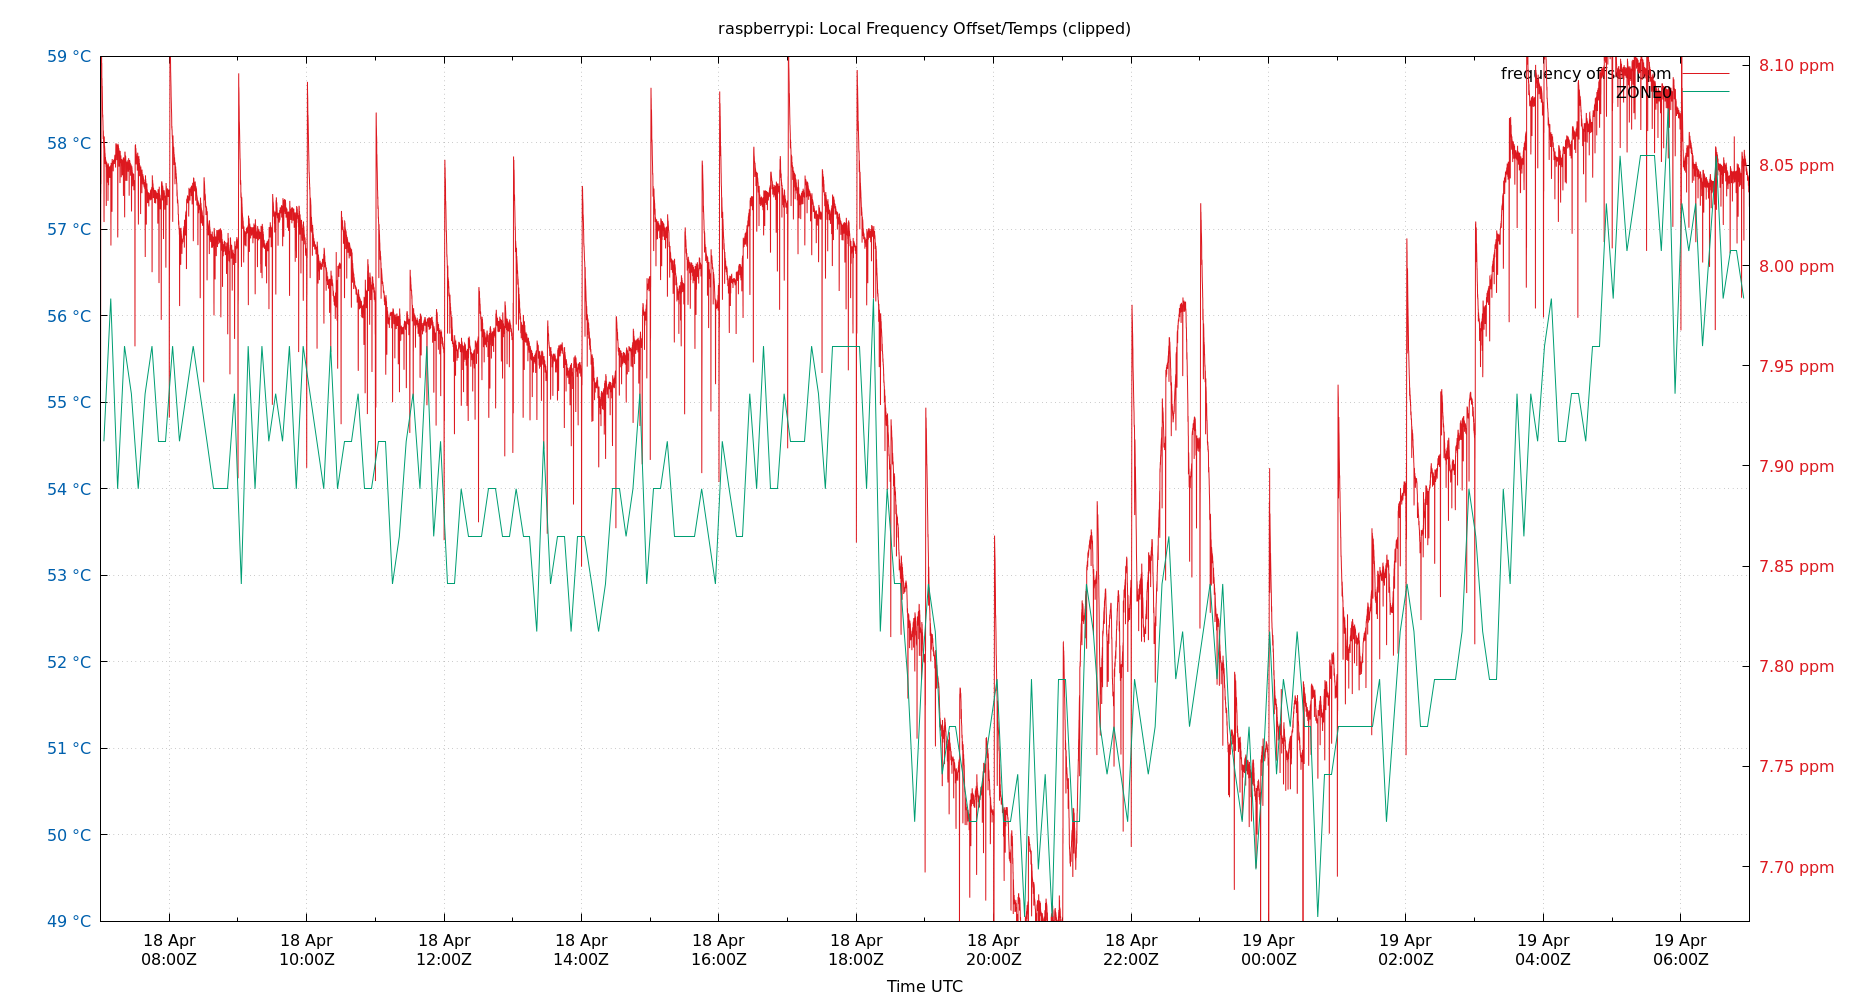 raspberrypi: Local Frequency Offset/Temps (clipped)
59 °C
58 °C
57 °C
56 °C
55 °C
54 °C
53 °C
52 °C
51 °C
50 °C
49 °C
frequency offset ppm
ZONE0
8.10 ppm
8.05 ppm
8.00 ppm
7.95 ppm
7.90 ppm
7.85 ppm
7.80 ppm
7.75 ppm
7.70 ppm
18 Apr 18 Apr 18 Apr 18 Apr 18 Apr 18 Apr 18 Apr 18 Apr 19 Apr 19 Apr 19 Apr 19 Apr
08:00Z 10:00Z 12:00Z 14:00Z 16:00Z 18:00Z 20:00Z 22:00Z 00:00Z 02:00Z 04:00Z 06:00Z
Time UTC